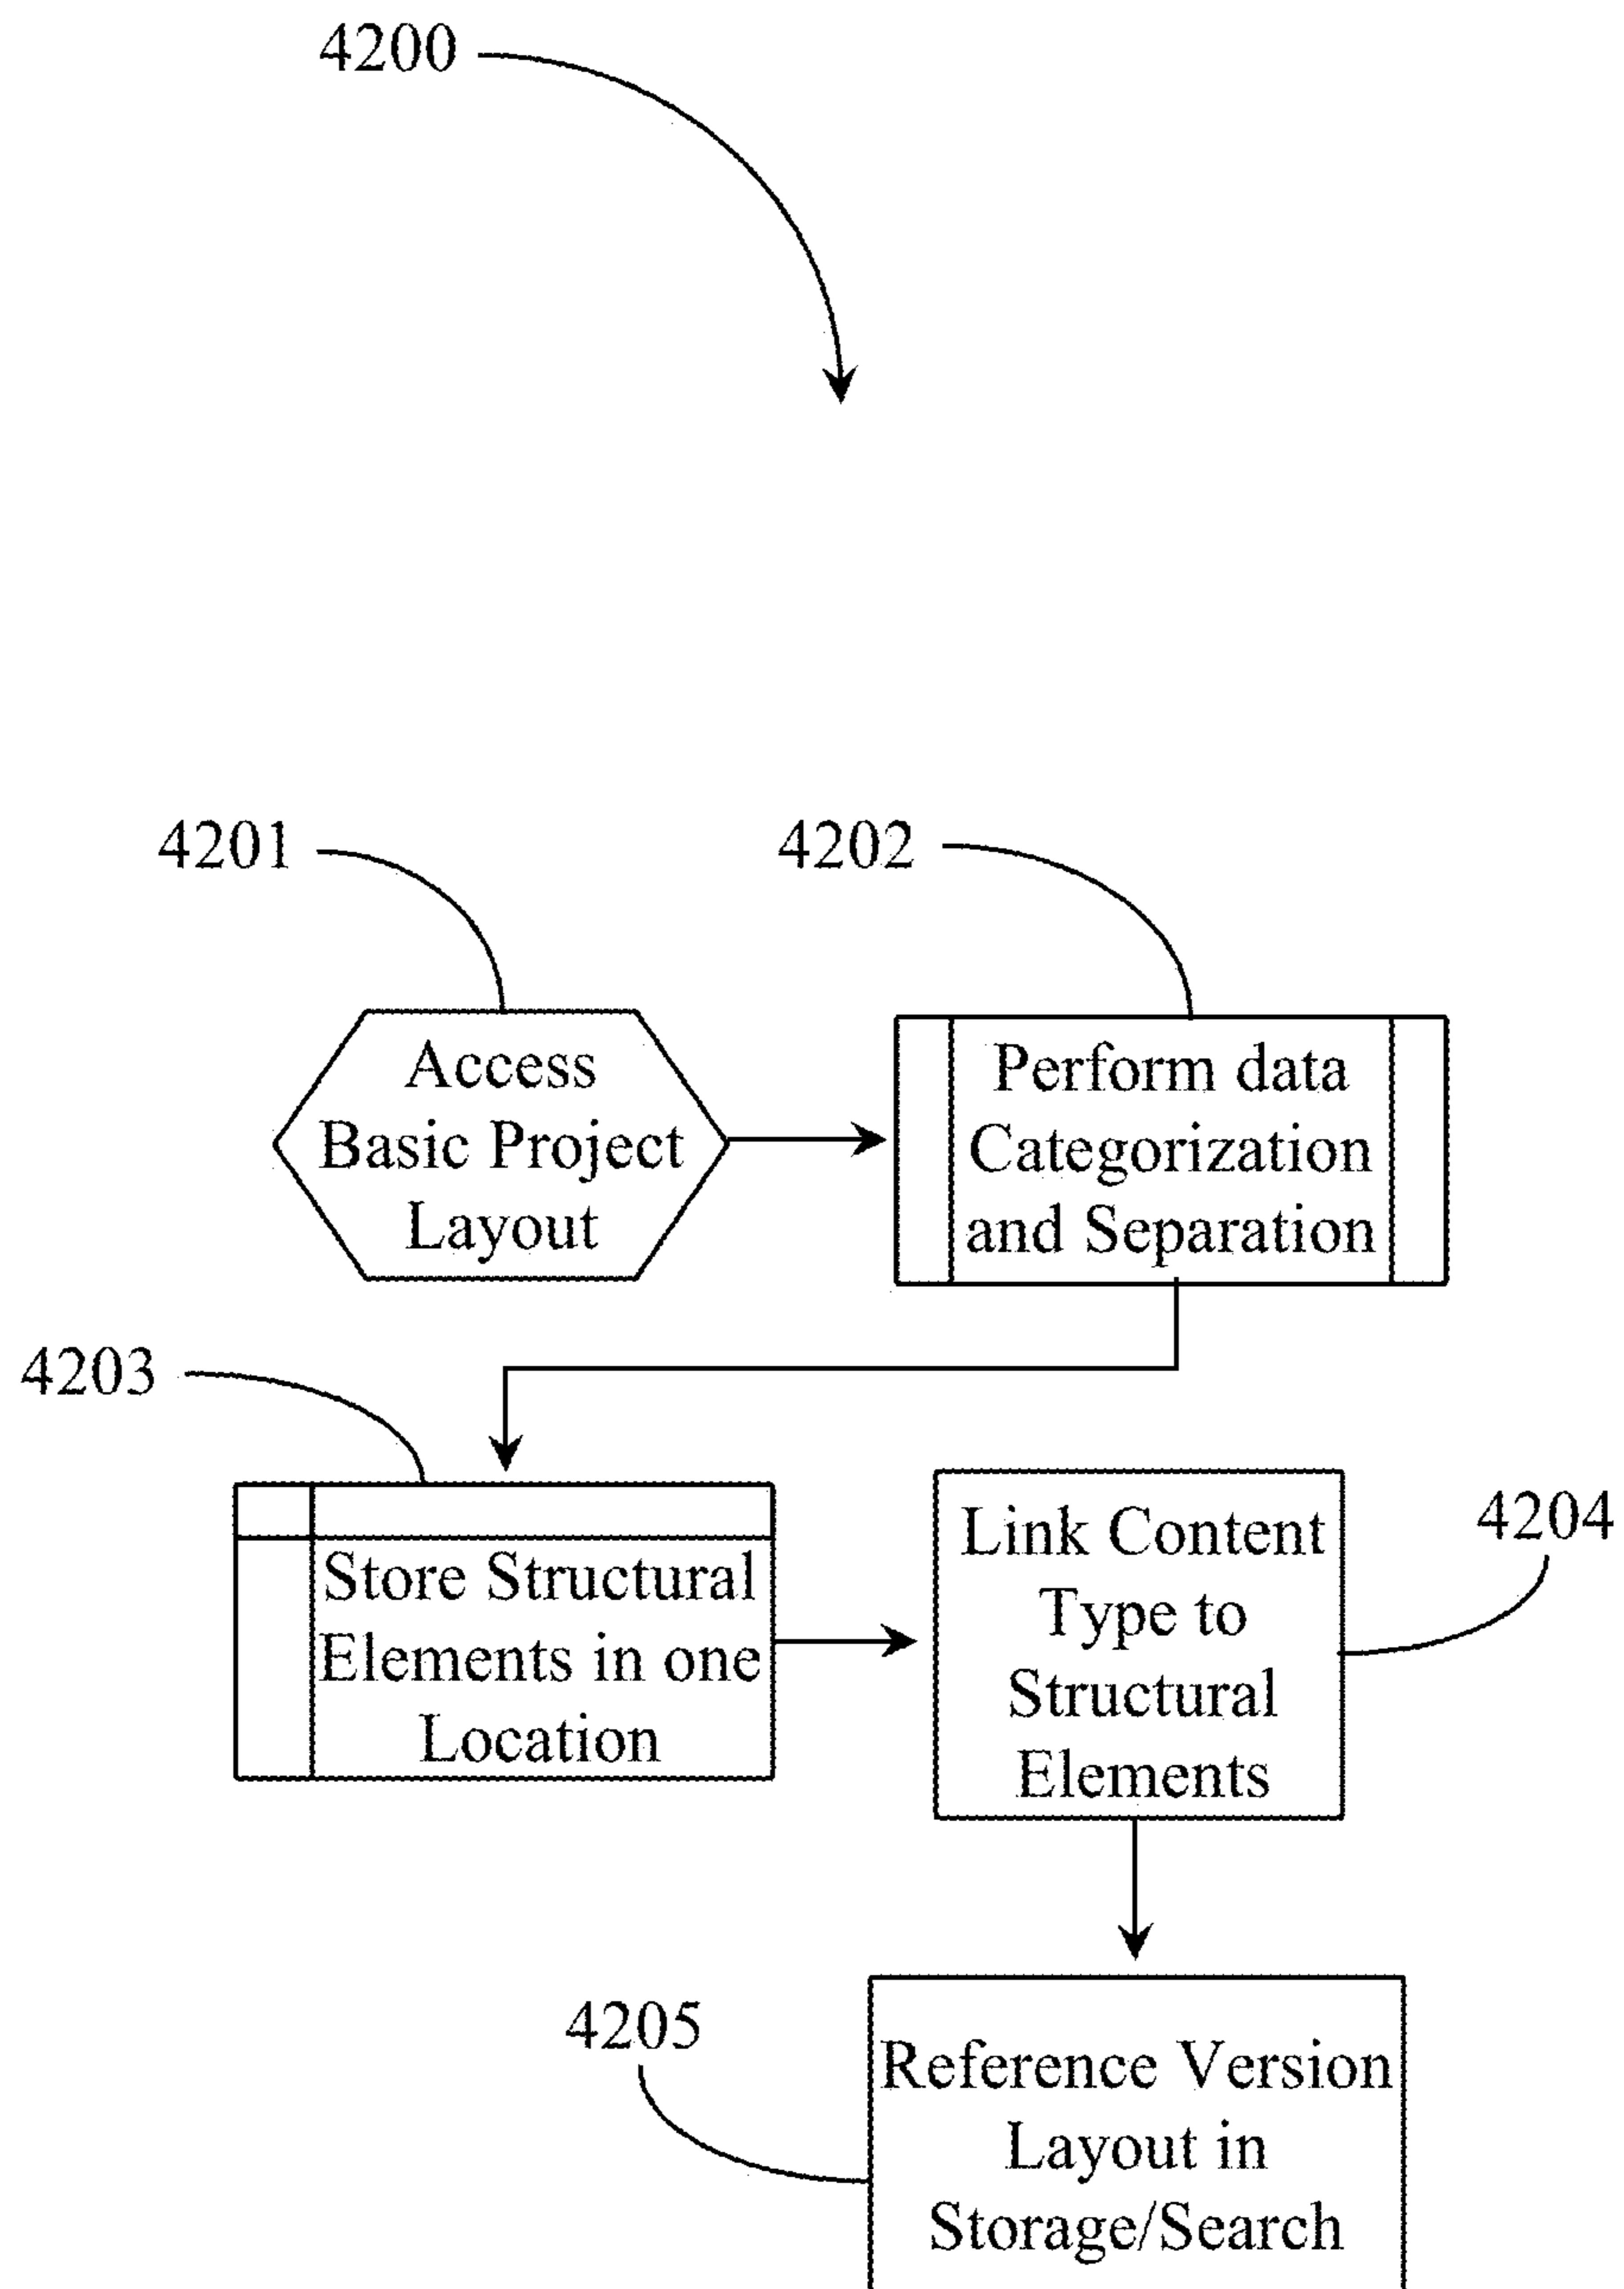 4200
4201
4202
Access
Basic Project
Layout
Perform data
Categorization
and Separation
4203
Store Structural
Elements in one
Location
Link Content
Type to
Structural
Elements
4204
4205
Reference Version
Layout in
Storage/Search